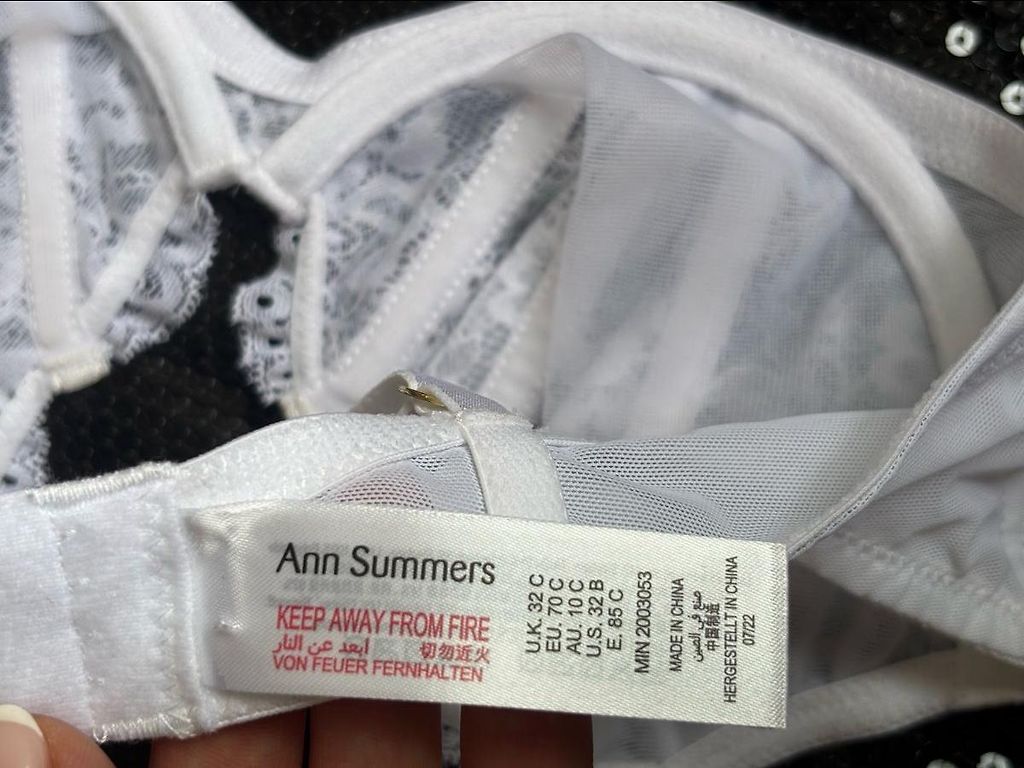 Ann Summers
KEEP AWAY FROM FIRE
ابعد عن النار
切勿近火
VON FEUER FERNHALTEN
U.K. 32 C
EU. 70 C
AU. 10 C
U.S. 32 B
E. 85 C
MIN 2003053
MADE IN CHINA
صنع في الصين
中国制造
HERGESTELLT IN CHINA
07/22